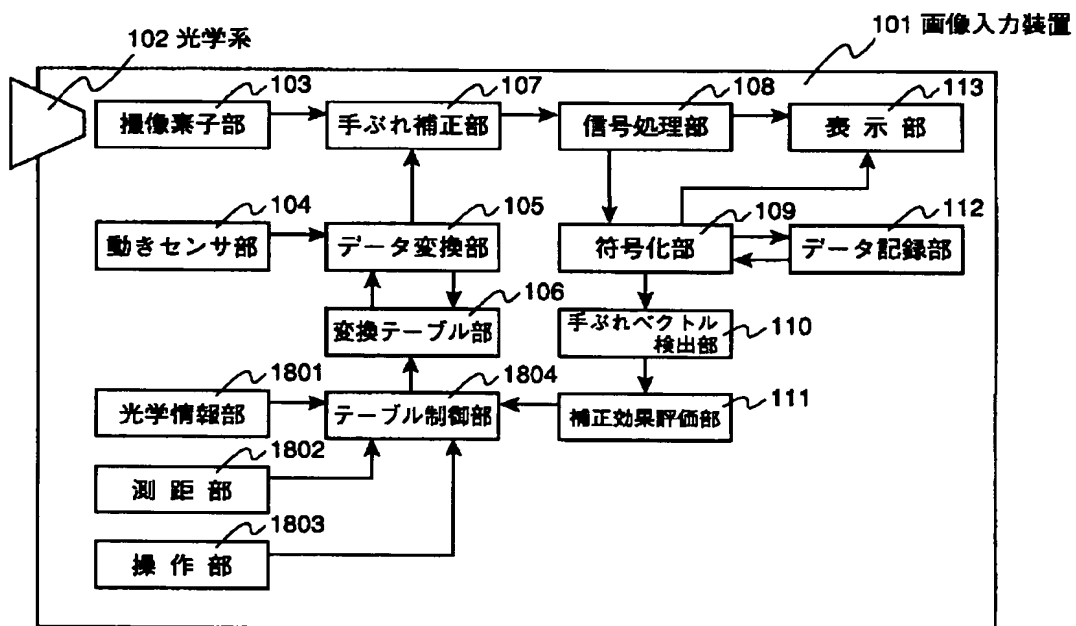 102 光学系
101 画像入力装置
103
撮像素子部
107
手ぶれ補正部
108
信号処理部
113
表示部
104
動きセンサ部
105
データ変換部
109
符号化部
112
データ記録部
106
変換テーブル部
手ぶれベクトル
検出部
110
1801
光学情報部
1804
テーブル制御部
補正効果評価部
111
1802
測距部
1803
操作部